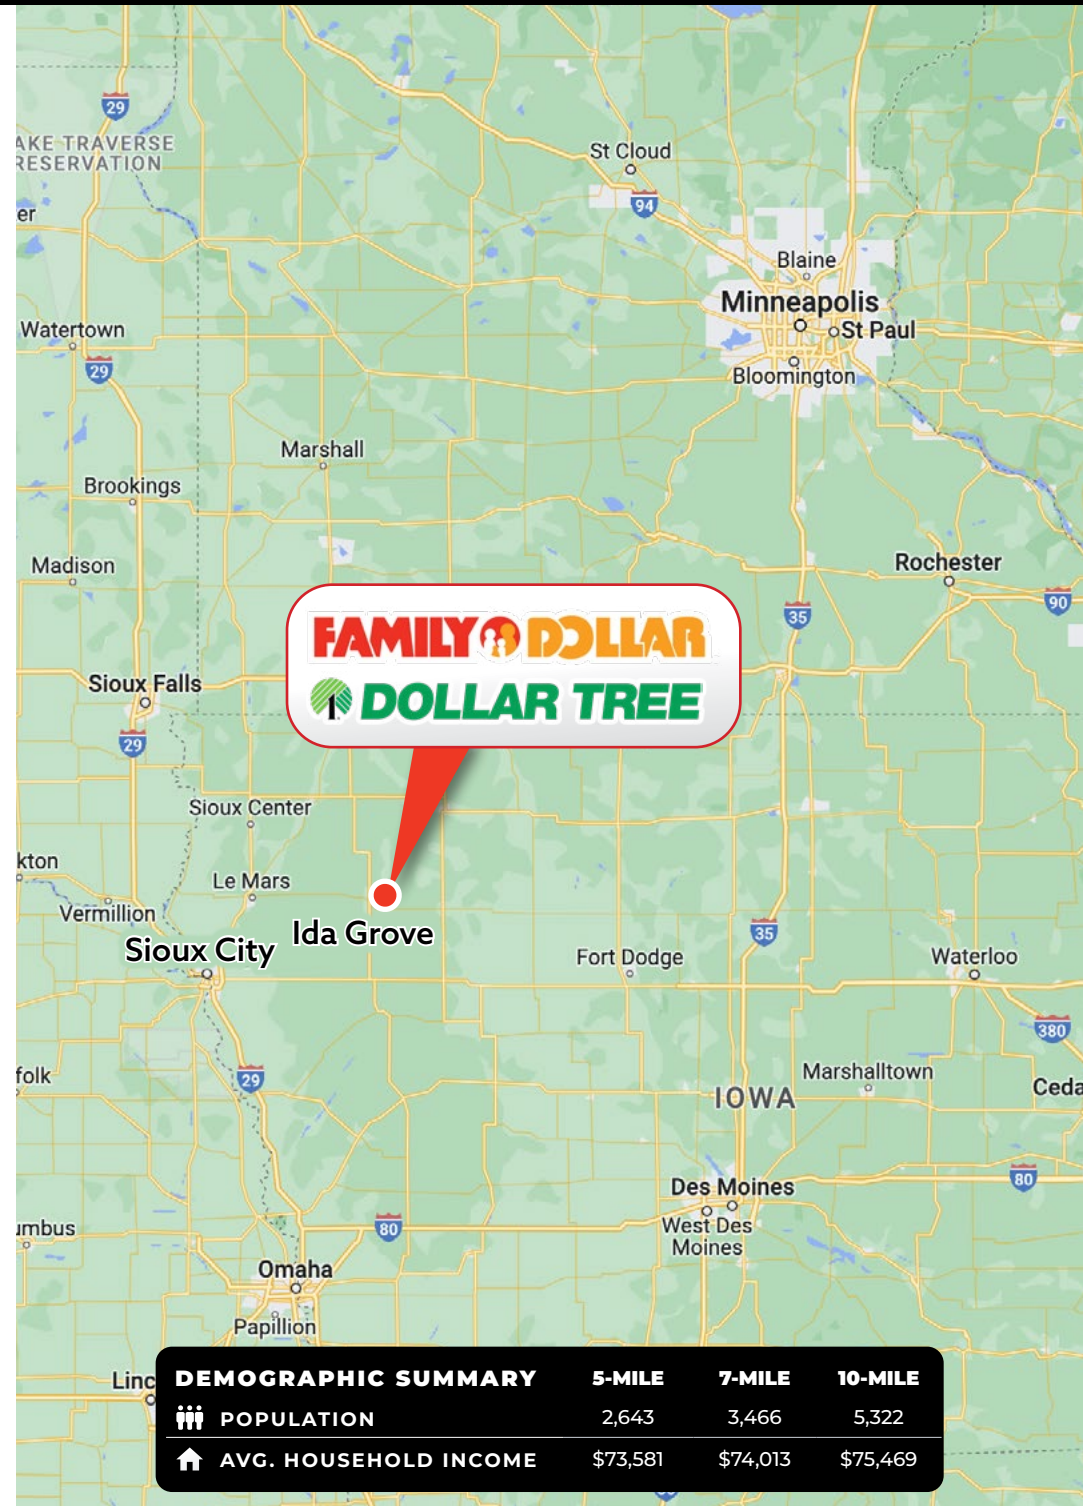 29
AKE TRAVERSE
RESERVATION
St Cloud
94
er
Blaine
Minneapolis
St Paul
Watertown
29
Bloomington
Marshall
Brookings
Madison
Rochester
90
35
FAMILY DOLLAR
DOLLAR TREE
Sioux Falls
29
Sioux Center
kton
Le Mars
Vermillion
Ida Grove
Sioux City
35
Fort Dodge
Waterloo
380
folk
29
Marshalltown
IOWA
Ceda
80
Des Moines
umbus
80
West Des
Moines
Omaha
Papillion
Linc
DEMOGRAPHIC SUMMARY 5-MILE 7-MILE 10-MILE
POPULATION 2,643 3,466 5,322
AVG. HOUSEHOLD INCOME $73,581 $74,013 $75,469